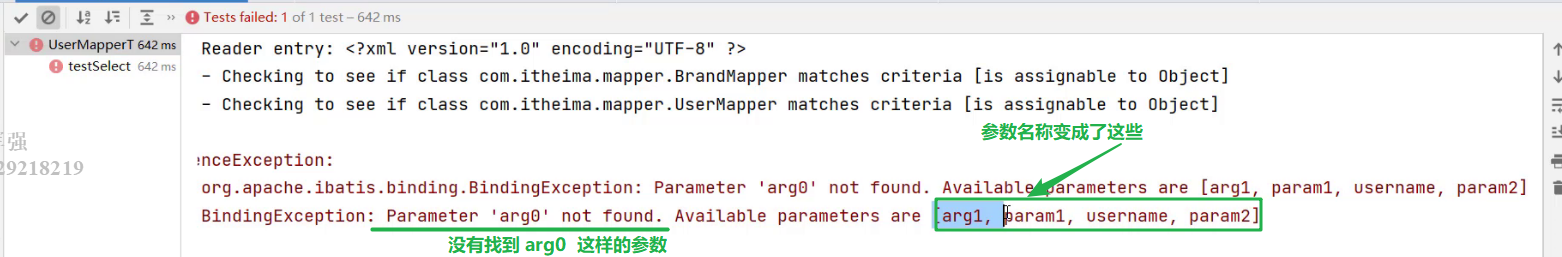 Tests failed: 1 of 1 test – 642 ms
UserMapperT 642 ms
testSelect 642 ms
Reader entry: <?xml version="1.0" encoding="UTF-8" ?>
- Checking to see if class com.itheima.mapper.BrandMapper matches criteria [is assignable to Object]
- Checking to see if class com.itheima.mapper.UserMapper matches criteria [is assignable to Object]
参数名称变成了这些
强
29218219
enceException:
org.apache.ibatis.binding.BindingException: Parameter 'arg0' not found. Available parameters are [arg1, param1, username, param2]
BindingException: Parameter 'arg0' not found. Available parameters are [arg1, param1, username, param2]
没有找到 arg0 这样的参数